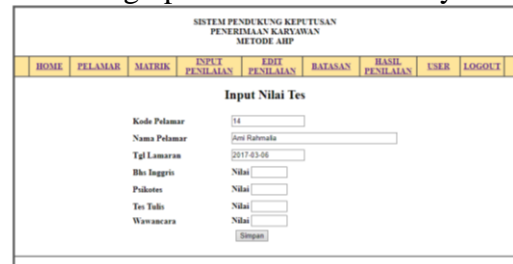 SISTEM PENDUKUNG KEPUTUSAN
PENERIMAAN KARYAWAN
METODE AHP
HOME PELAMAR MATRIK INPUT PENILAIAN EDIT PENILAIAN BATASAN HASIL PENILAIAN USER LOGOUT
Input Nilai Tes
Kode Pelamar 14
Nama Pelamar Ami Rahmalia
Tgl Lamaran 2017-03-06
Bhs Inggris Nilai
Psikotes Nilai
Tes Tulis Nilai
Wawancara Nilai
Simpan